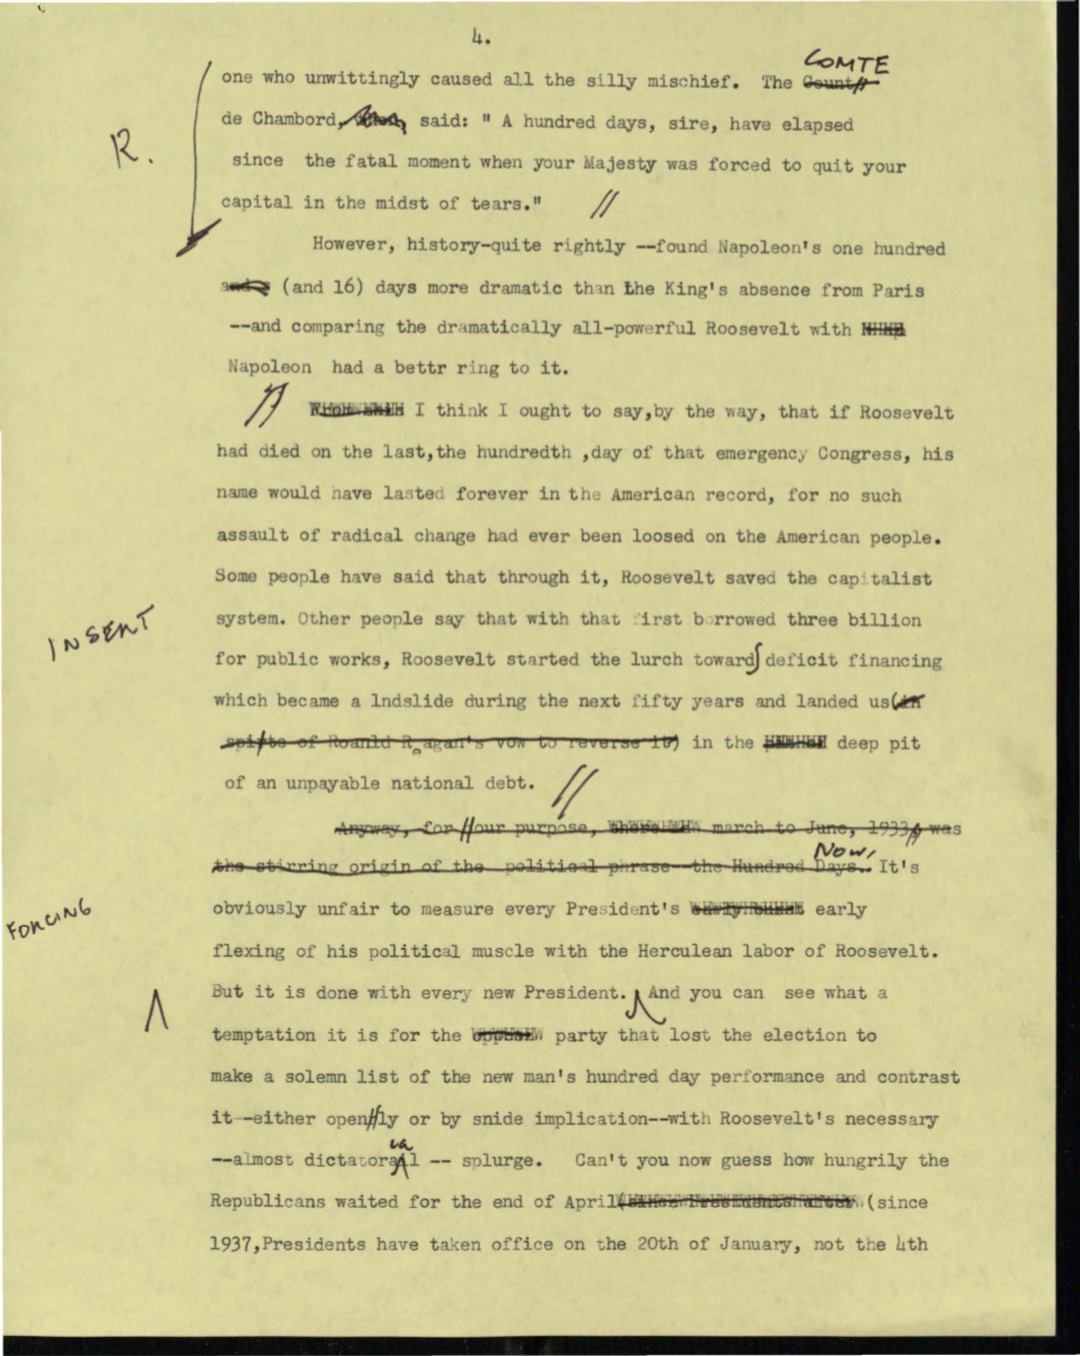 4.
COMTE
one who unwittingly caused all the silly mischief. The Count
de Chambord, said: " A hundred days, sire, have elapsed
R.
since the fatal moment when your Majesty was forced to quit your
capital in the midst of tears." //
However, history-quite rightly --found Napoleon's one hundred
(and 16) days more dramatic than the King's absence from Paris
--and comparing the dramatically all-powerful Roosevelt with
Napoleon had a bettr ring to it.
// I think I ought to say,by the way, that if Roosevelt
had died on the last,the hundredth ,day of that emergency Congress, his
name would have lasted forever in the American record, for no such
assault of radical change had ever been loosed on the American people.
Some people have said that through it, Roosevelt saved the capitalist
INSERT
system. Other people say that with that first borrowed three billion
for public works, Roosevelt started the lurch toward deficit financing
which became a lndslide during the next fifty years and landed us(in
spipte of Roanld Reagan's vow to reverse it) in the deep pit
of an unpayable national debt. //
Anyway, for our purpose, march to June, 1933, was
NOW,
the stirring origin of the political phrase--the Hundred Days. It's
FORCING
obviously unfair to measure every President's early
flexing of his political muscle with the Herculean labor of Roosevelt.
But it is done with every new President. And you can see what a
temptation it is for the party that lost the election to
make a solemn list of the new man's hundred day performance and contrast
it--either openly or by snide implication--with Roosevelt's necessary
ia
--almost dictatoral -- splurge. Can't you now guess how hungrily the
Republicans waited for the end of April (since
1937,Presidents have taken office on the 20th of January, not the 4th